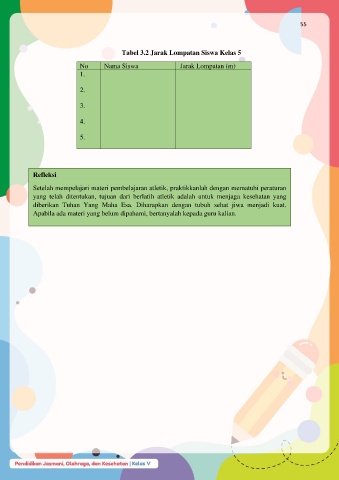 55
Tabel 3.2 Jarak Lompatan Siswa Kelas 5
No Nama Siswa Jarak Lompatan (m)
1.
2.
3.
4.
5.
Refleksi
Setelah mempelajari materi pembelajaran atletik, praktikkanlah dengan mematuhi peraturan
yang telah ditentukan, tujuan dari berlatih atletik adalah untuk menjaga kesehatan yang
diberikan Tuhan Yang Maha Esa. Diharapkan dengan tubuh sehat jiwa menjadi kuat.
Apabila ada materi yang belum dipahami, bertanyalah kepada guru kalian.
Pendidikan Jasmani, Olahraga, dan Kesehatan | Kelas V